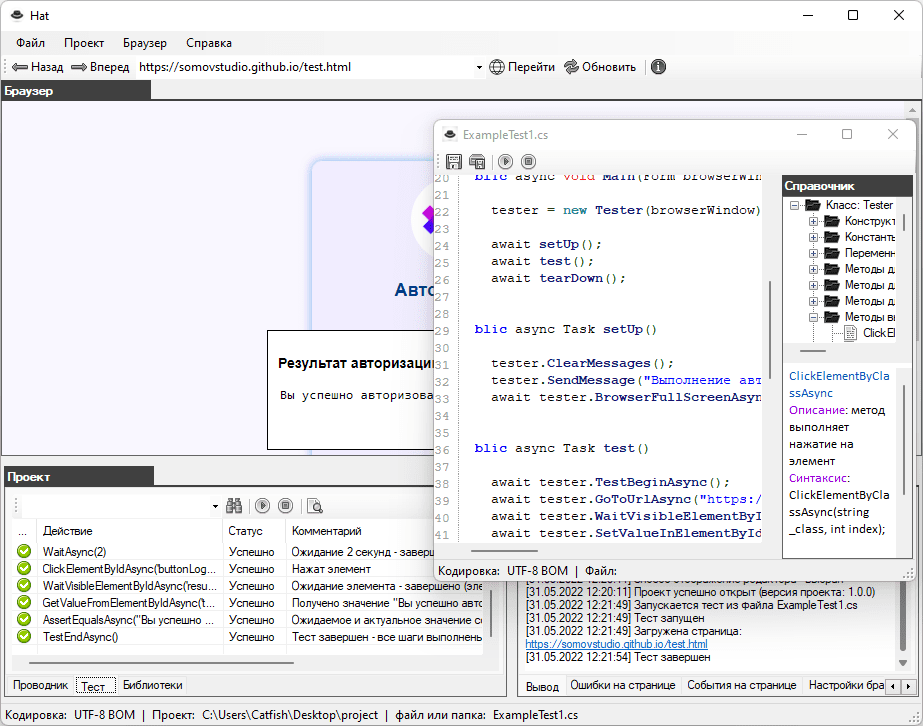 Hat
Файл Проект Браузер Справка
Назад Вперед https://somovstudio.github.io/test.html Перейти Обновить
Браузер
Авто
Результат авторизации
Вы успешно авторизова
ExampleTest1.cs
20 blic async void Main(Form browserWin
21
22 tester = new Tester(browserWindow)
23
24 await setUp();
25 await test();
26 await tearDown();
27
28
29 blic async Task setUp()
30
31 tester.ClearMessages();
32 tester.SendMessage("Выполнение авт
33 await tester.BrowserFullScreenAsyn
34
35
36 blic async Task test()
37
38 await tester.TestBeginAsync();
39 await tester.GoToUrlAsync("https:/
40 await tester.WaitVisibleElementByI
41 await tester.SetValueInElementById
Справочник
Класс: Tester
Конструкт
Константы
Переменн
Методы д
Методы д
Методы д
Методы вы
ClickEl
ClickElementByCla
ssAsync
Описание: метод
выполняет
нажатие на
элемент
Синтаксис:
ClickElementByCla
ssAsync(string
_class, int index);
Кодировка: UTF-8 BOM | Файл:
Проект
... Действие Статус Комментарий
WaitAsync(2) Успешно Ожидание 2 секунд - заверш
ClickElementByIdAsync('buttonLog... Успешно Нажат элемент
WaitVisibleElementByIdAsync('resu... Успешно Ожидание элемента - завершено (эле
GetValueFromElementByIdAsync('t... Успешно Получено значение "Вы успешно авто
AssertEqualsAsync("Вы успешно ... Успешно Ожидаемое и актуальное значение со
TestEndAsync() Успешно Тест завершен - все шаги выполнень
Проводник Тест Библиотеки
[31.05.2022 12:20:11] Проект успешно открыт (версия проекта: 1.0.0)
[31.05.2022 12:21:49] Запускается тест из файла ExampleTest1.cs
[31.05.2022 12:21:49] Тест запущен
[31.05.2022 12:21:49] Загружена страница:
https://somovstudio.github.io/test.html
[31.05.2022 12:21:54] Тест завершен
Вывод Ошибки на странице События на странице Настройки бра
Кодировка: UTF-8 BOM | Проект: C:\Users\Catfish\Desktop\project | файл или папка: ExampleTest1.cs